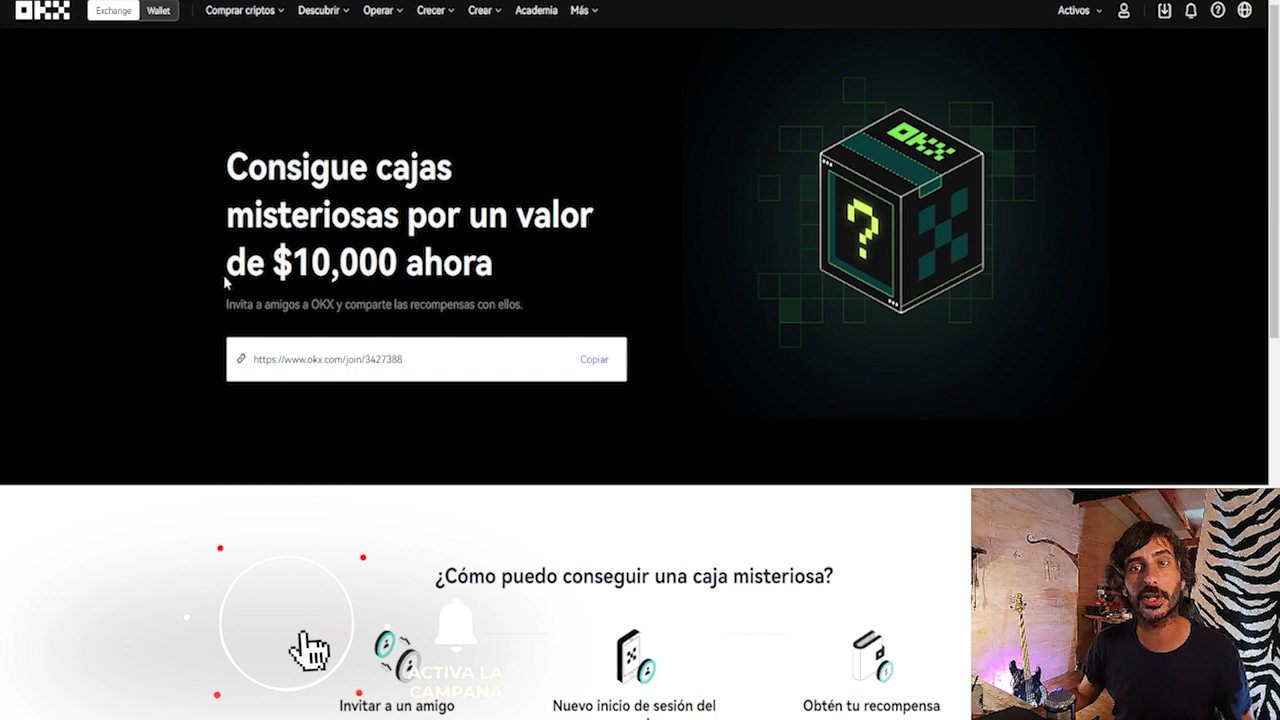 OKX
Exchange Wallet Comprar criptos Descubrir Operar Crecer Crear Academia Más Activos
OKX
Consigue cajas
misteriosas por un valor
de $10,000 ahora
?
Invita a amigos a OKX y comparte las recompensas con ellos.
https://www.okx.com/join/3427388 Copiar
¿Cómo puedo conseguir una caja misteriosa?
ACTIVA LA
CAMPANA
Invitar a un amigo
Nuevo inicio de sesión del
Obtén tu recompensa